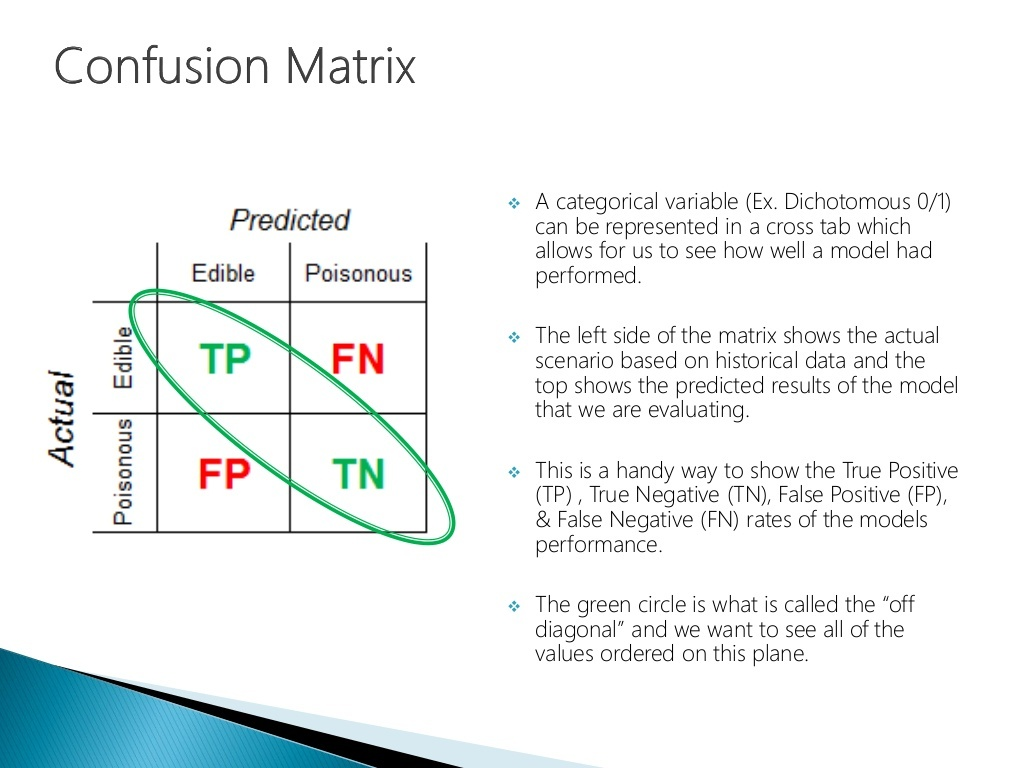 Confusion Matrix
Predicted
Edible Poisonous
Actual
Edible
TP FN
Poisonous
FP TN
❖ A categorical variable (Ex. Dichotomous 0/1)
can be represented in a cross tab which
allows for us to see how well a model had
performed.
❖ The left side of the matrix shows the actual
scenario based on historical data and the
top shows the predicted results of the model
that we are evaluating.
❖ This is a handy way to show the True Positive
(TP) , True Negative (TN), False Positive (FP),
& False Negative (FN) rates of the models
performance.
❖ The green circle is what is called the “off
diagonal” and we want to see all of the
values ordered on this plane.